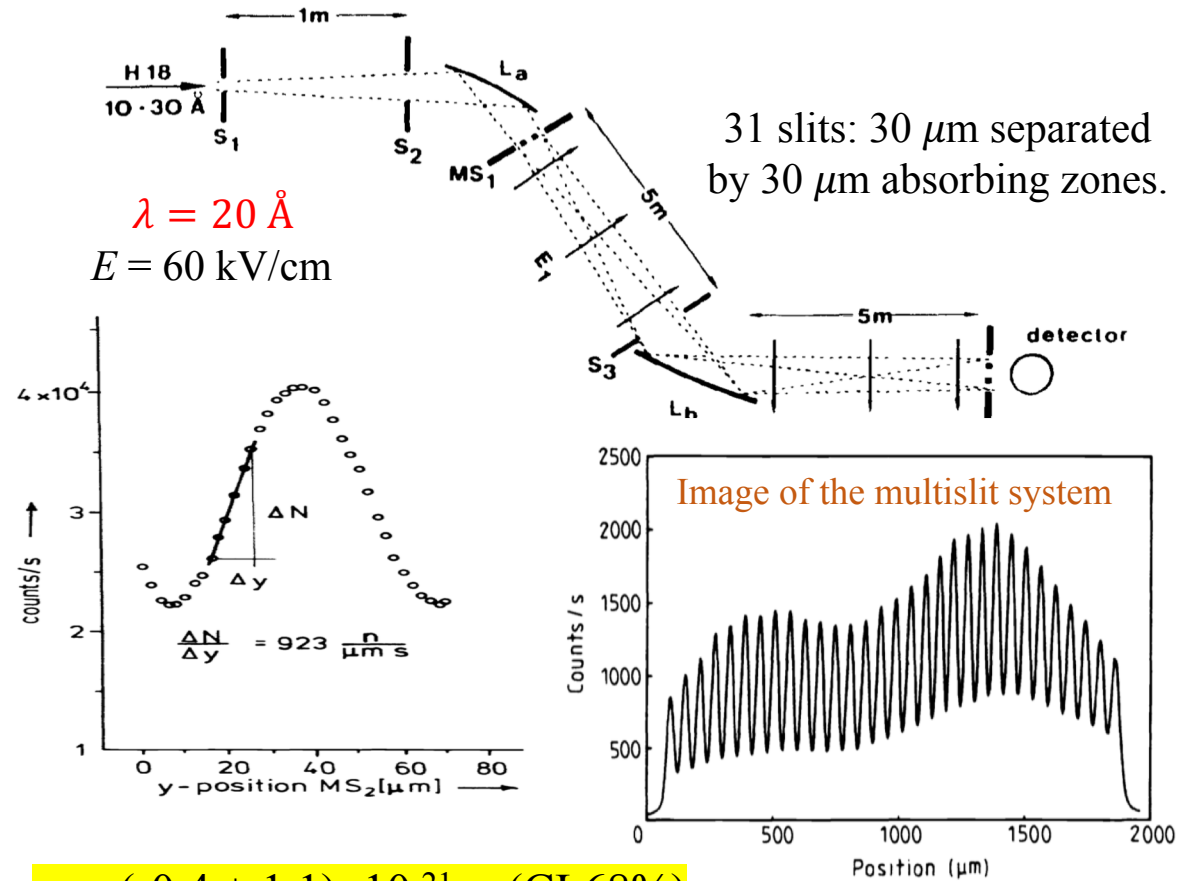 1m
H 18
10 · 30 Å
S1
S2
La
MS1
5m
E1
S3
Lb
5m
detector
31 slits: 30 μm separated
by 30 μm absorbing zones.
λ = 20 Å
E = 60 kV/cm
4 ×10⁴
3
2
1
counts/s
ΔN
Δy
ΔN/Δy = 923 n/μm s
0 20 40 60 80
y-position MS2[μm]
Image of the multislit system
2500
2000
1500
1000
500
0 500 1000 1500 2000
Counts / s
Position (μm)